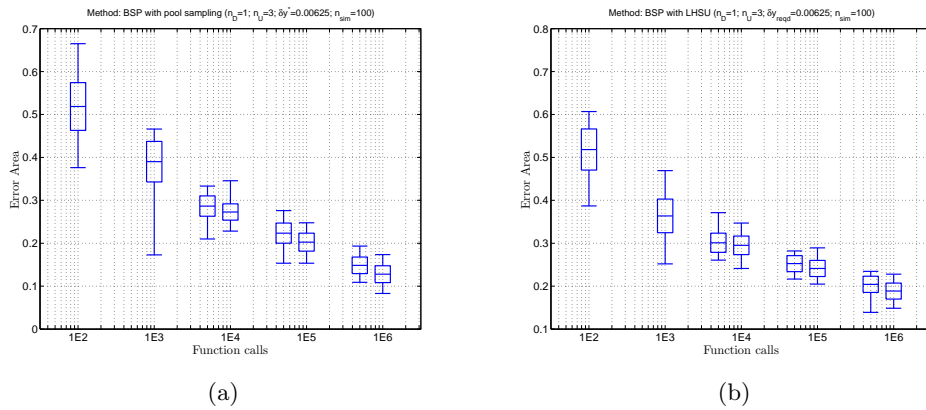 Method: BSP with pool sampling (n_D=1; n_U=3; δy*=0.00625; n_sim=100)
0.7
0.6
0.5
0.4
0.3
0.2
0.1
0
Error Area
1E2 1E3 1E4 1E5 1E6
Function calls
(a)
Method: BSP with LHSU (n_D=1; n_U=3; δy_reqd=0.00625; n_sim=100)
0.8
0.7
0.6
0.5
0.4
0.3
0.2
0.1
Error Area
1E2 1E3 1E4 1E5 1E6
Function calls
(b)